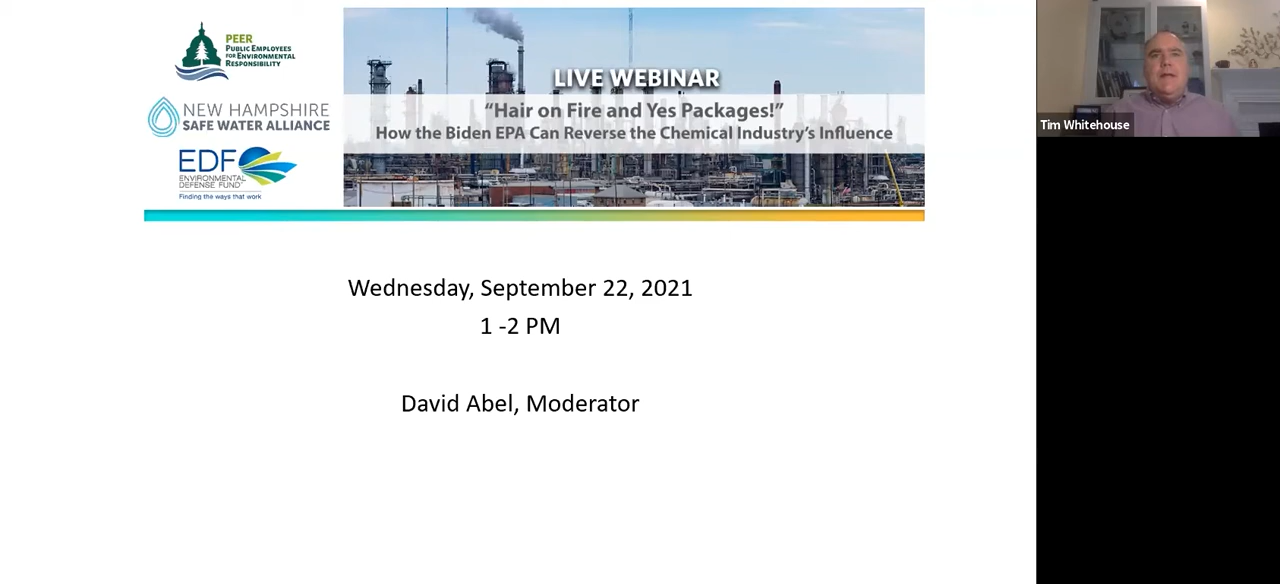 PEER
PUBLIC EMPLOYEES
FOR ENVIRONMENTAL
RESPONSIBILITY
NEW HAMPSHIRE
SAFE WATER ALLIANCE
EDF
ENVIRONMENTAL
DEFENSE FUND™
Finding the ways that work
LIVE WEBINAR
“Hair on Fire and Yes Packages!”
How the Biden EPA Can Reverse the Chemical Industry’s Influence
Wednesday, September 22, 2021
1 -2 PM
David Abel, Moderator
Tim Whitehouse